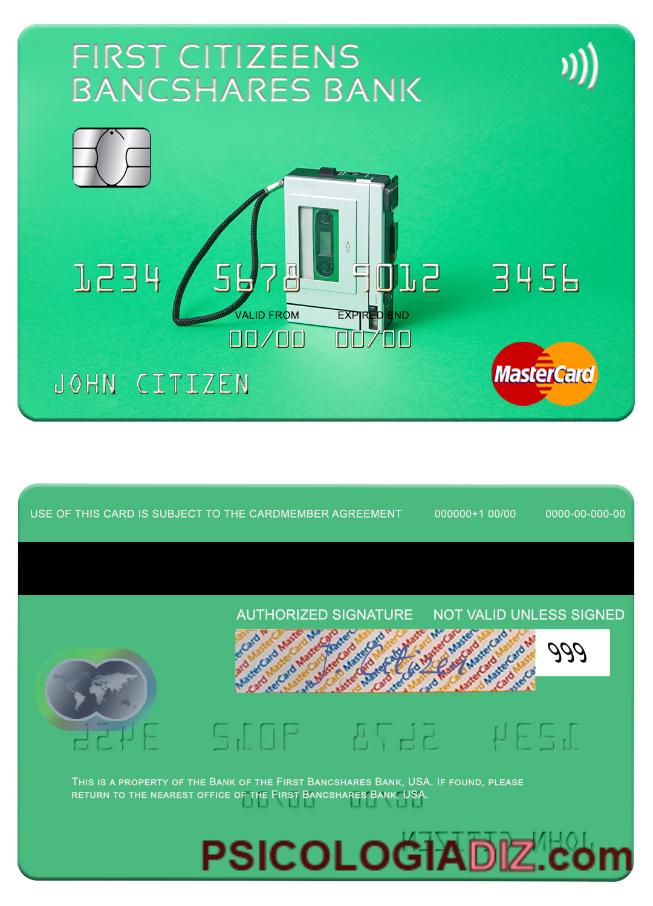 FIRST CITIZEENS
BANCSHARES BANK
1234 5678 9012 3456
VALID FROM EXPIRED END
00/00 00/00
JOHN CITIZEN
MasterCard
USE OF THIS CARD IS SUBJECT TO THE CARDMEMBER AGREEMENT 000000+1 00/00 0000-00-000-00
AUTHORIZED SIGNATURE NOT VALID UNLESS SIGNED
999
THIS IS A PROPERTY OF THE BANK OF THE FIRST BANCSHARES BANK, USA. IF FOUND, PLEASE
RETURN TO THE NEAREST OFFICE OF THE FIRST BANCSHARES BANK, USA.
PSICOLOGIADIZ.com